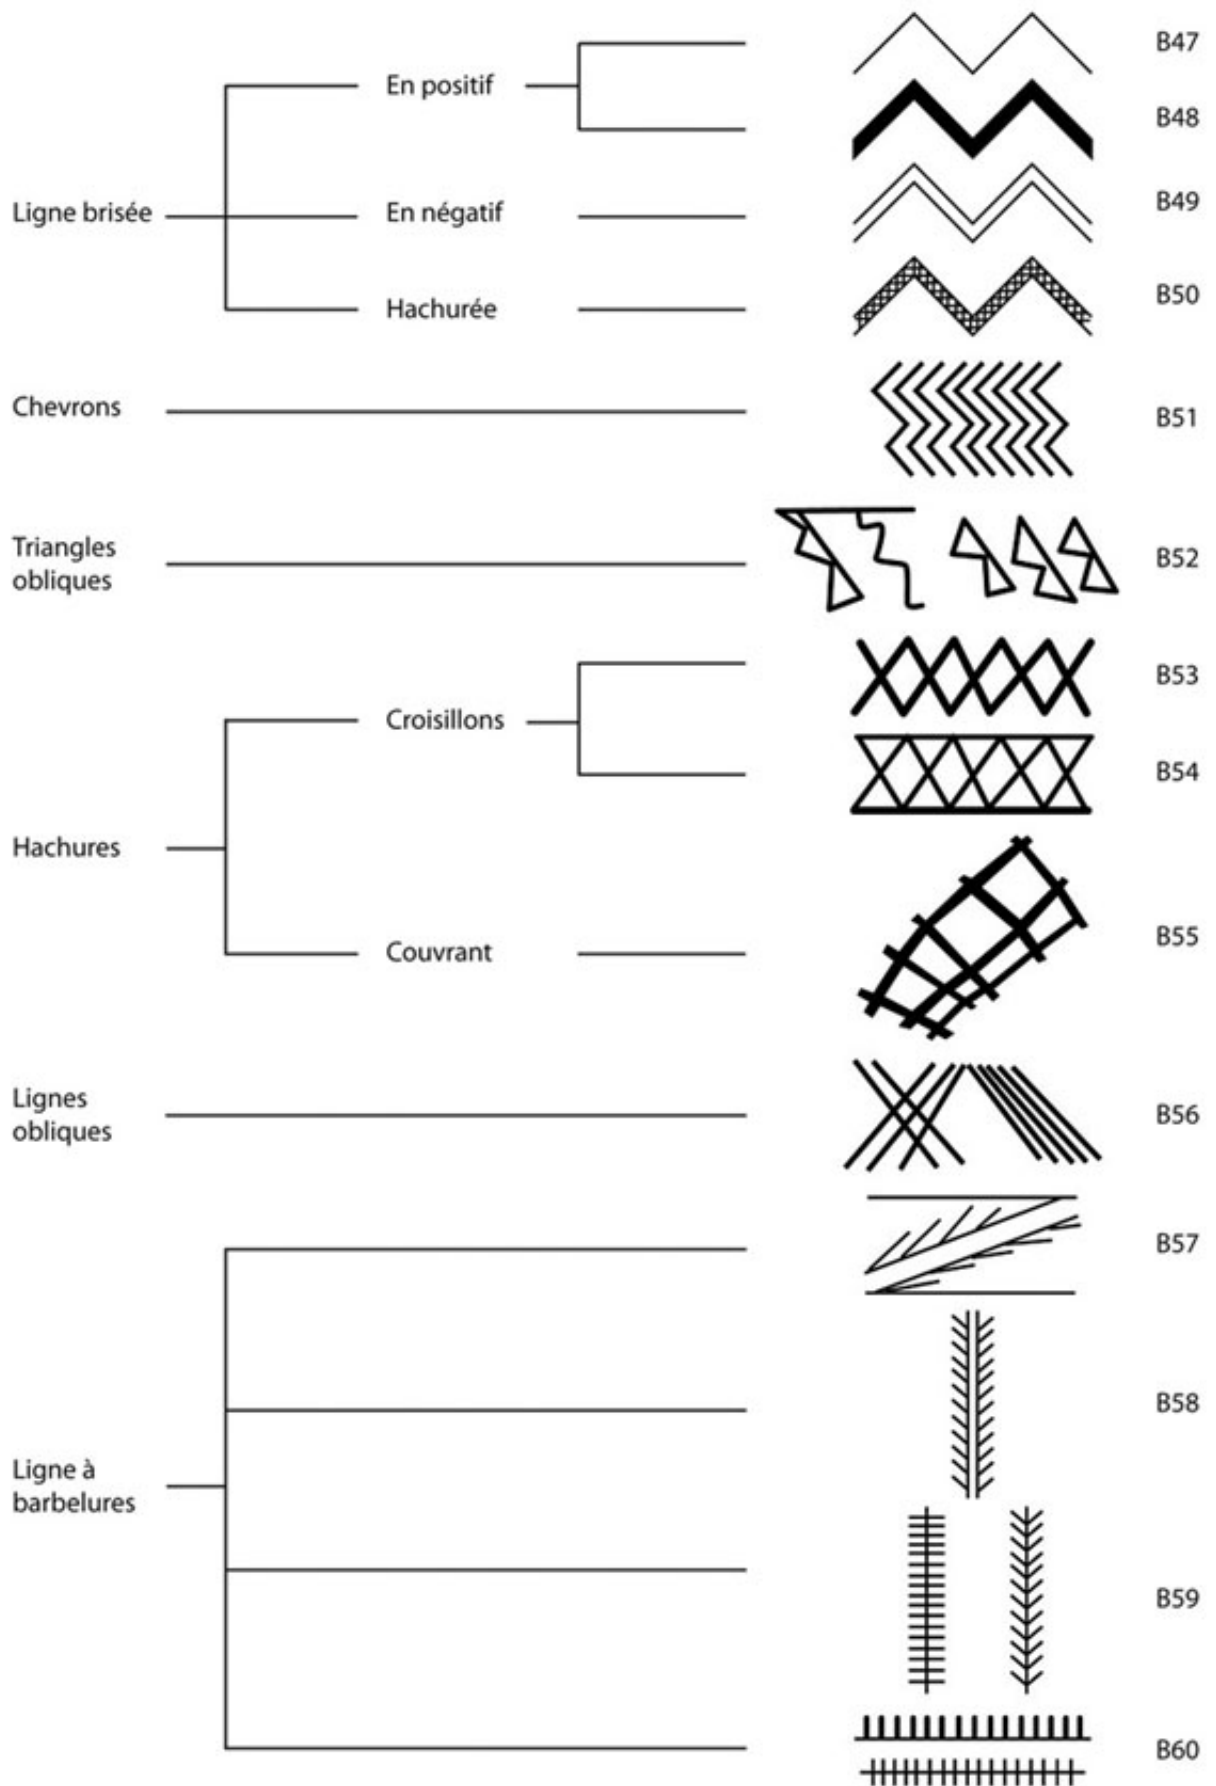 B47
En positif
B48
Ligne brisée
En négatif
B49
Hachurée
B50
Chevrons
B51
Triangles
obliques
B52
B53
Croisillons
B54
Hachures
Couvrant
B55
Lignes
obliques
B56
B57
B58
Ligne à
barbelures
B59
B60